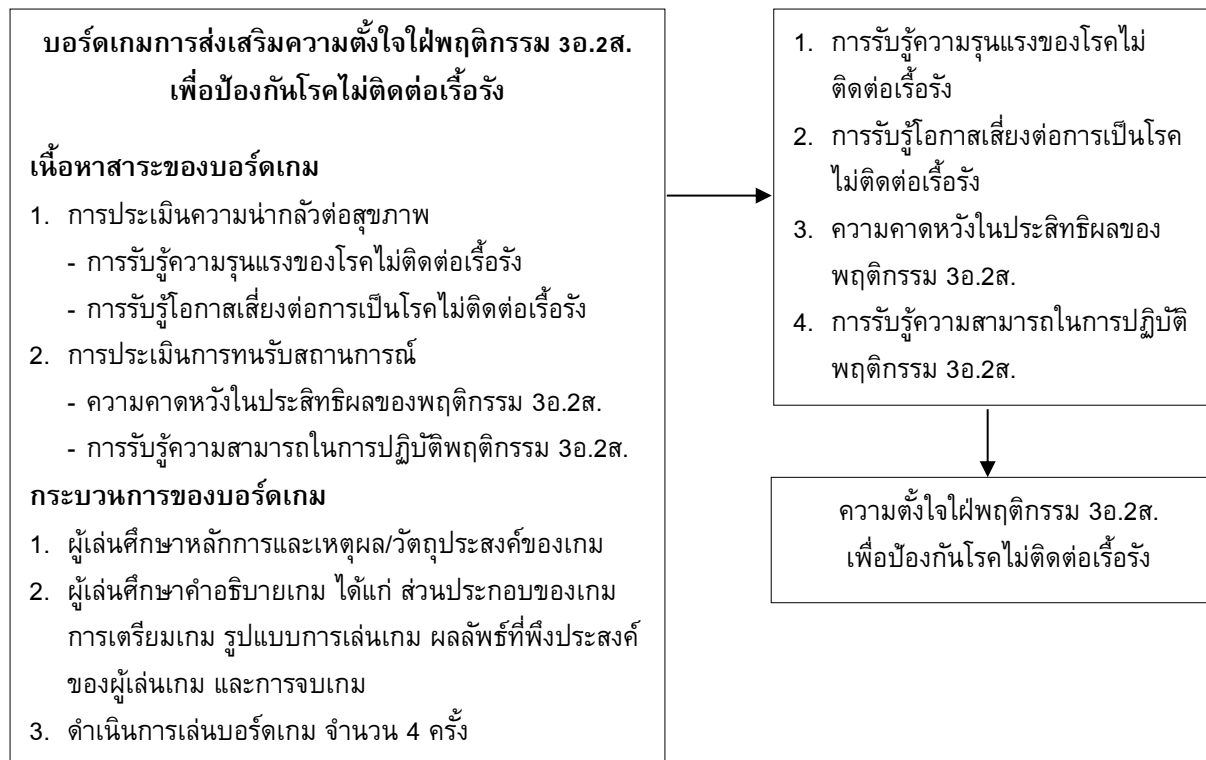 บอร์ดเกมการส่งเสริมความตั้งใจใฝ่พฤติกรรม 3อ.2ส.
เพื่อป้องกันโรคไม่ติดต่อเรื้อรัง
เนื้อหาสาระของบอร์ดเกม
1. การประเมินความน่ากลัวต่อสุขภาพ
- การรับรู้ความรุนแรงของโรคไม่ติดต่อเรื้อรัง
- การรับรู้โอกาสเสี่ยงต่อการเป็นโรคไม่ติดต่อเรื้อรัง
2. การประเมินการทนรับสถานการณ์
- ความคาดหวังในประสิทธิผลของพฤติกรรม 3อ.2ส.
- การรับรู้ความสามารถในการปฏิบัติพฤติกรรม 3อ.2ส.
กระบวนการของบอร์ดเกม
1. ผู้เล่นศึกษาหลักการและเหตุผล/วัตถุประสงค์ของเกม
2. ผู้เล่นศึกษาคำอธิบายเกม ได้แก่ ส่วนประกอบของเกม
การเตรียมเกม รูปแบบการเล่นเกม ผลลัพธ์ที่พึงประสงค์
ของผู้เล่นเกม และการจบเกม
3. ดำเนินการเล่นบอร์ดเกม จำนวน 4 ครั้ง
1. การรับรู้ความรุนแรงของโรคไม่
ติดต่อเรื้อรัง
2. การรับรู้โอกาสเสี่ยงต่อการเป็นโรค
ไม่ติดต่อเรื้อรัง
3. ความคาดหวังในประสิทธิผลของ
พฤติกรรม 3อ.2ส.
4. การรับรู้ความสามารถในการปฏิบัติ
พฤติกรรม 3อ.2ส.
ความตั้งใจใฝ่พฤติกรรม 3อ.2ส.
เพื่อป้องกันโรคไม่ติดต่อเรื้อรัง